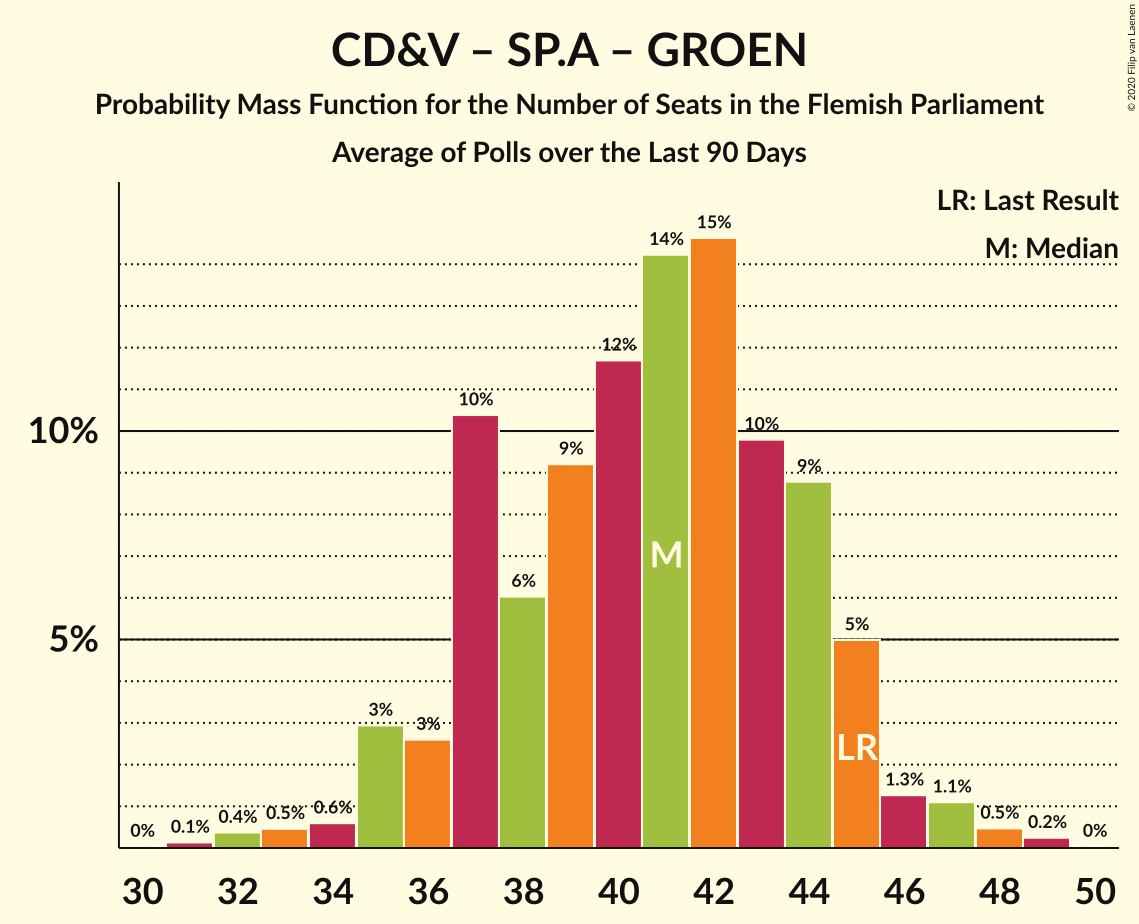 CD&V – SP.A – GROEN
Probability Mass Function for the Number of Seats in the Flemish Parliament
Average of Polls over the Last 90 Days
© 2020 Filip van Laenen
LR: Last Result
M: Median
10%
5%
0%
0.1%
0.4%
0.5%
0.6%
3%
3%
10%
6%
9%
12%
14%
15%
10%
9%
5%
1.3%
1.1%
0.5%
0.2%
0%
M
LR
30 32 34 36 38 40 42 44 46 48 50